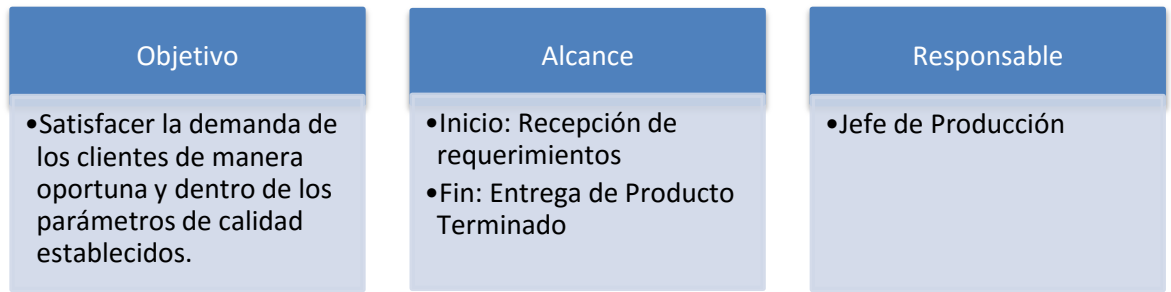 Objetivo
•Satisfacer la demanda de
los clientes de manera
oportuna y dentro de los
parámetros de calidad
establecidos.
Alcance
•Inicio: Recepción de
requerimientos
•Fin: Entrega de Producto
Terminado
Responsable
•Jefe de Producción